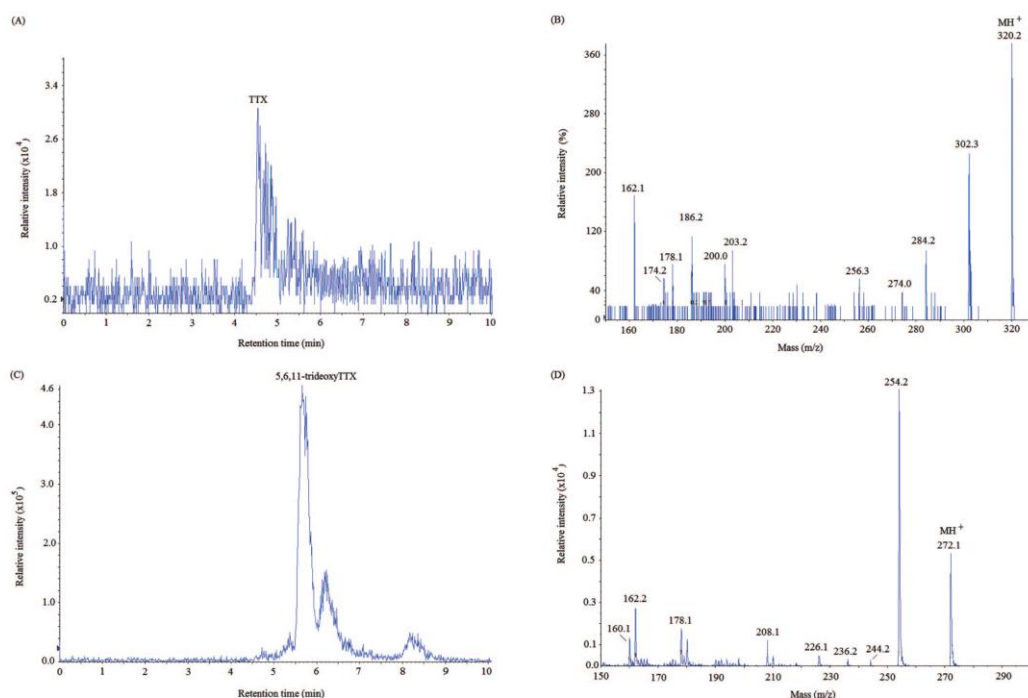 (A)
Relative intensity (x10⁴)
3.4
2.6
1.8
1.0
0.2
TTX
0 1 2 3 4 5 6 7 8 9 10
Retention time (min)
(B)
Relative intensity (%)
360
280
200
120
40
0
MH⁺
320.2
302.3
162.1
186.2
203.2
284.2
178.1
200.0
174.2
256.3
274.0
160 180 200 220 240 260 280 300 320
Mass (m/z)
(C)
5,6,11-trideoxyTTX
Relative intensity (x10⁵)
4.6
4.0
3.0
2.0
1.0
0.0
0 1 2 3 4 5 6 7 8 9 10
Retention time (min)
(D)
Relative intensity (x10⁴)
1.3
1.1
0.9
0.7
0.5
0.3
0.1
0.0
254.2
MH⁺
272.1
162.2
160.1
178.1
208.1
226.1
236.2
244.2
150 170 190 210 230 250 270 290
Mass (m/z)